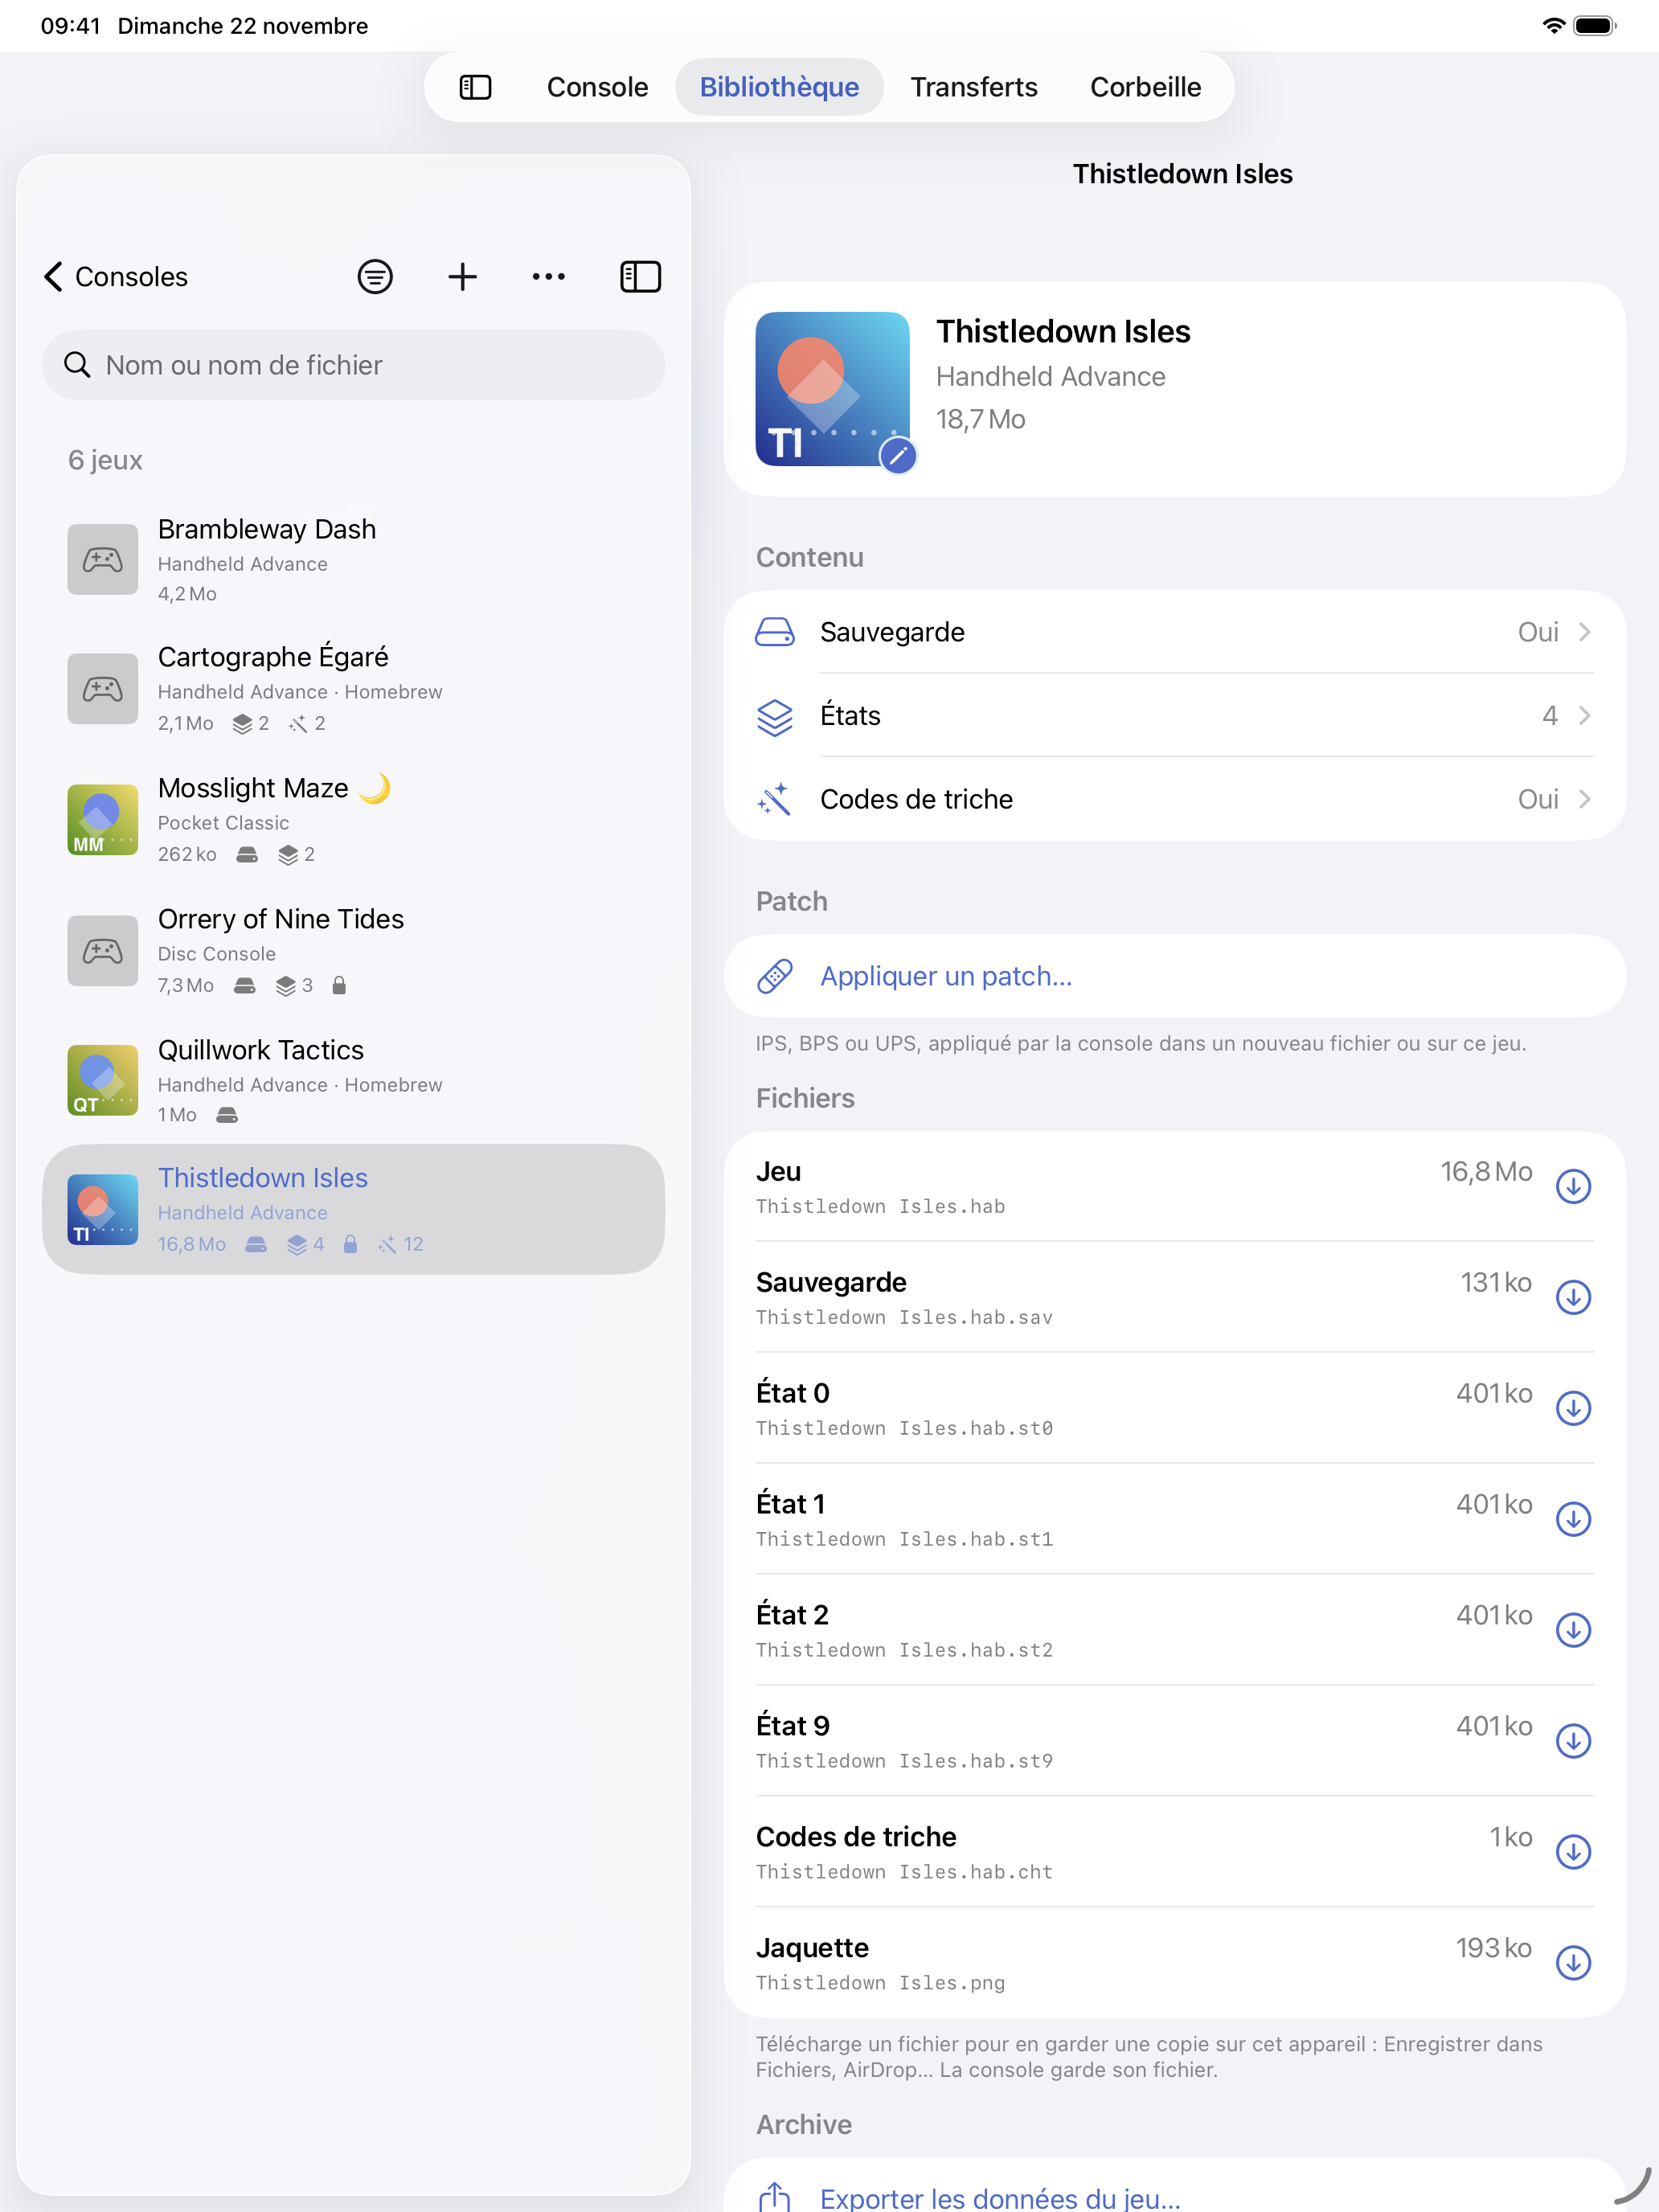 09:41 Dimanche 22 novembre
Console Bibliothèque Transferts Corbeille
Consoles
Nom ou nom de fichier
6 jeux
Brambleway Dash
Handheld Advance
4,2 Mo
Cartographe Égaré
Handheld Advance · Homebrew
2,1 Mo 2 2
Mosslight Maze 🌙
Pocket Classic
262 ko 2
MM
Orrery of Nine Tides
Disc Console
7,3 Mo 3
Quillwork Tactics
Handheld Advance · Homebrew
1 Mo
QT
Thistledown Isles
Handheld Advance
16,8 Mo 4 12
TI
Thistledown Isles
TI
Thistledown Isles
Handheld Advance
18,7 Mo
Contenu
Sauvegarde Oui
États 4
Codes de triche Oui
Patch
Appliquer un patch…
IPS, BPS ou UPS, appliqué par la console dans un nouveau fichier ou sur ce jeu.
Fichiers
Jeu 16,8 Mo
Thistledown Isles.hab
Sauvegarde 131 ko
Thistledown Isles.hab.sav
État 0 401 ko
Thistledown Isles.hab.st0
État 1 401 ko
Thistledown Isles.hab.st1
État 2 401 ko
Thistledown Isles.hab.st2
État 9 401 ko
Thistledown Isles.hab.st9
Codes de triche 1 ko
Thistledown Isles.hab.cht
Jaquette 193 ko
Thistledown Isles.png
Télécharge un fichier pour en garder une copie sur cet appareil : Enregistrer dans
Fichiers, AirDrop… La console garde son fichier.
Archive
Exporter les données du jeu…